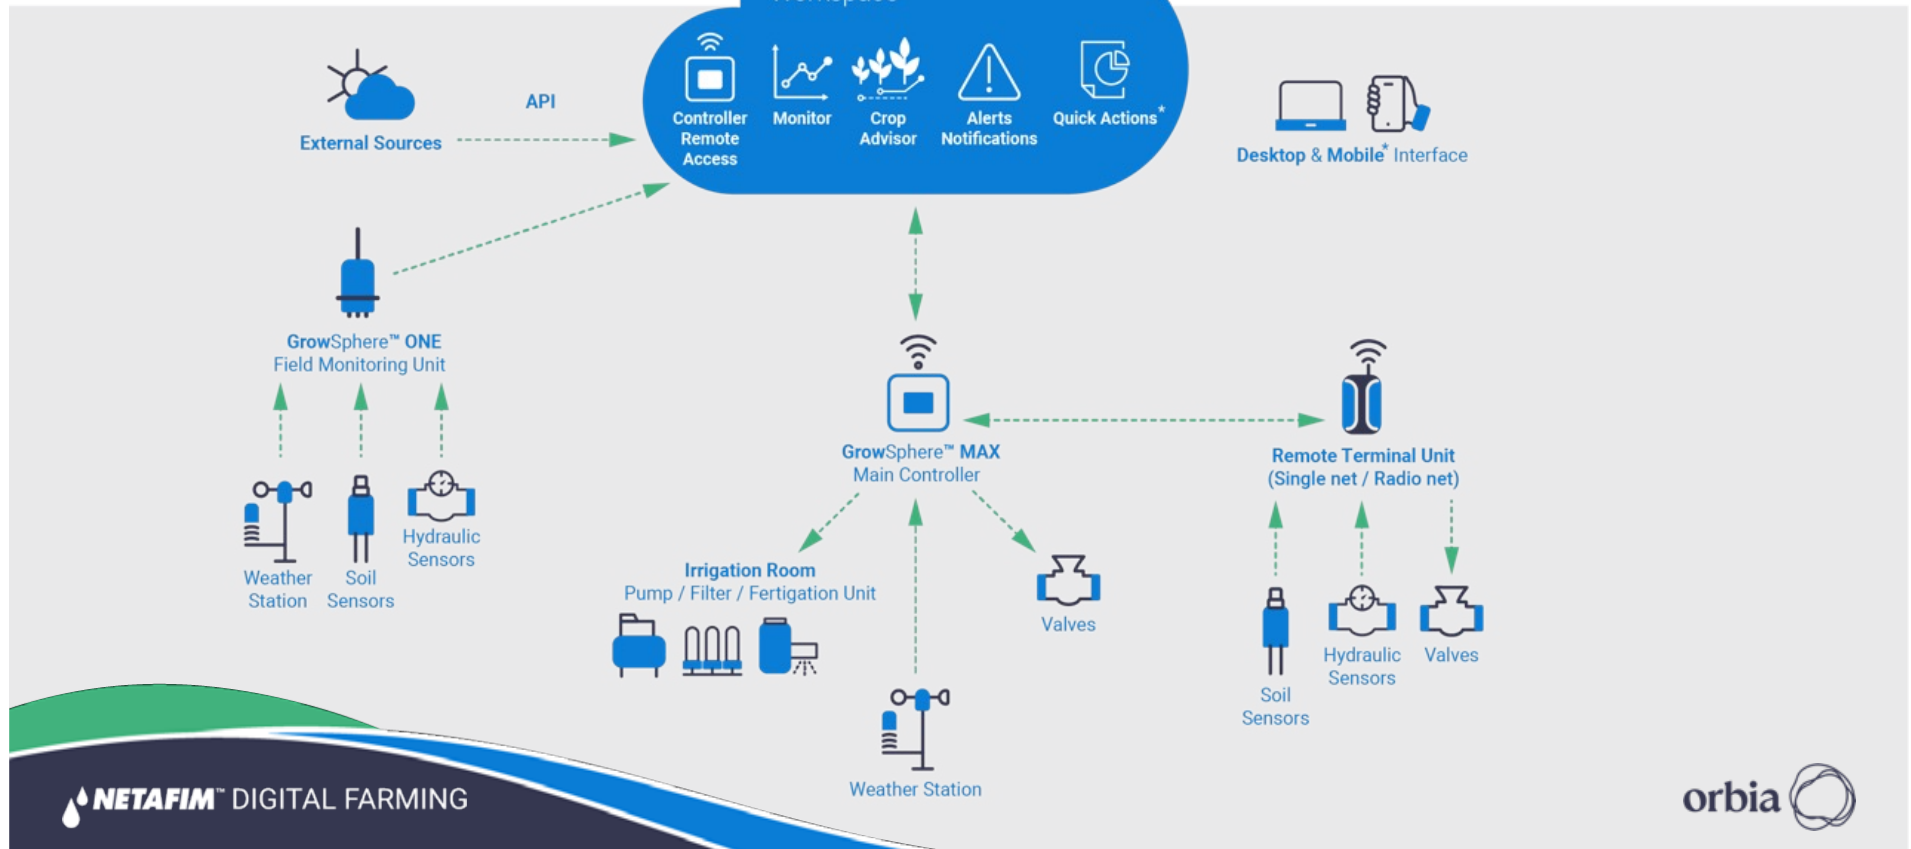 Workspace
External Sources
API
Controller
Remote
Access
Monitor
Crop
Advisor
Alerts
Notifications
Quick Actions*
Desktop & Mobile* Interface
GrowSphere™ ONE
Field Monitoring Unit
Weather
Station
Soil
Sensors
Hydraulic
Sensors
GrowSphere™ MAX
Main Controller
Irrigation Room
Pump / Filter / Fertigation Unit
Weather Station
Valves
Remote Terminal Unit
(Single net / Radio net)
Soil
Sensors
Hydraulic
Sensors
Valves
NETAFIM™ DIGITAL FARMING
orbia